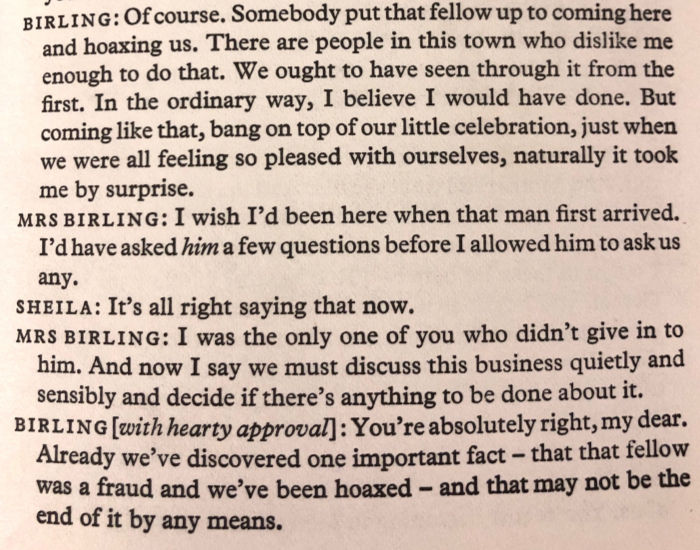 BIRLING: Of course. Somebody put that fellow up to coming here
and hoaxing us. There are people in this town who dislike me
enough to do that. We ought to have seen through it from the
first. In the ordinary way, I believe I would have done. But
coming like that, bang on top of our little celebration, just when
we were all feeling so pleased with ourselves, naturally it took
me by surprise.
MRS BIRLING: I wish I'd been here when that man first arrived.
I'd have asked him a few questions before I allowed him to ask us
any.
SHEILA: It's all right saying that now.
MRS BIRLING: I was the only one of you who didn't give in to
him. And now I say we must discuss this business quietly and
sensibly and decide if there's anything to be done about it.
BIRLING [with hearty approval]: You're absolutely right, my dear.
Already we've discovered one important fact – that that fellow
was a fraud and we've been hoaxed – and that may not be the
end of it by any means.